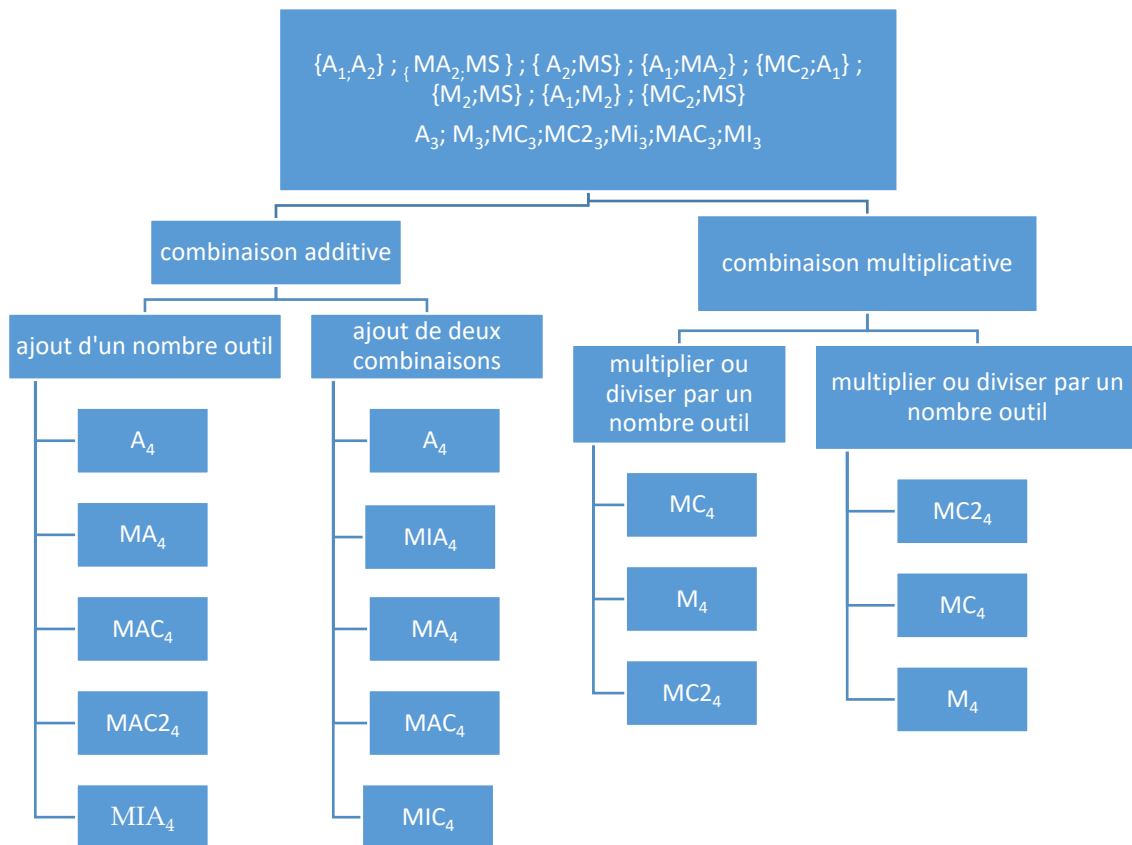 {A₁;A₂} ; { MA₂;MS } ; { A₂;MS} ; {A₁;MA₂} ; {MC₂;A₁} ;
{M₂;MS} ; {A₁;M₂} ; {MC₂;MS}
A₃; M₃;MC₃;MC2₃;Mi₃;MAC₃;MI₃
combinaison additive
combinaison multiplicative
ajout d'un nombre outil
ajout de deux
combinaisons
multiplier ou
diviser par un
nombre outil
multiplier ou diviser par un
nombre outil
A₄
MA₄
MAC₄
MAC2₄
MIA₄
A₄
MIA₄
MA₄
MAC₄
MIC₄
MC₄
M₄
MC2₄
MC2₄
MC₄
M₄